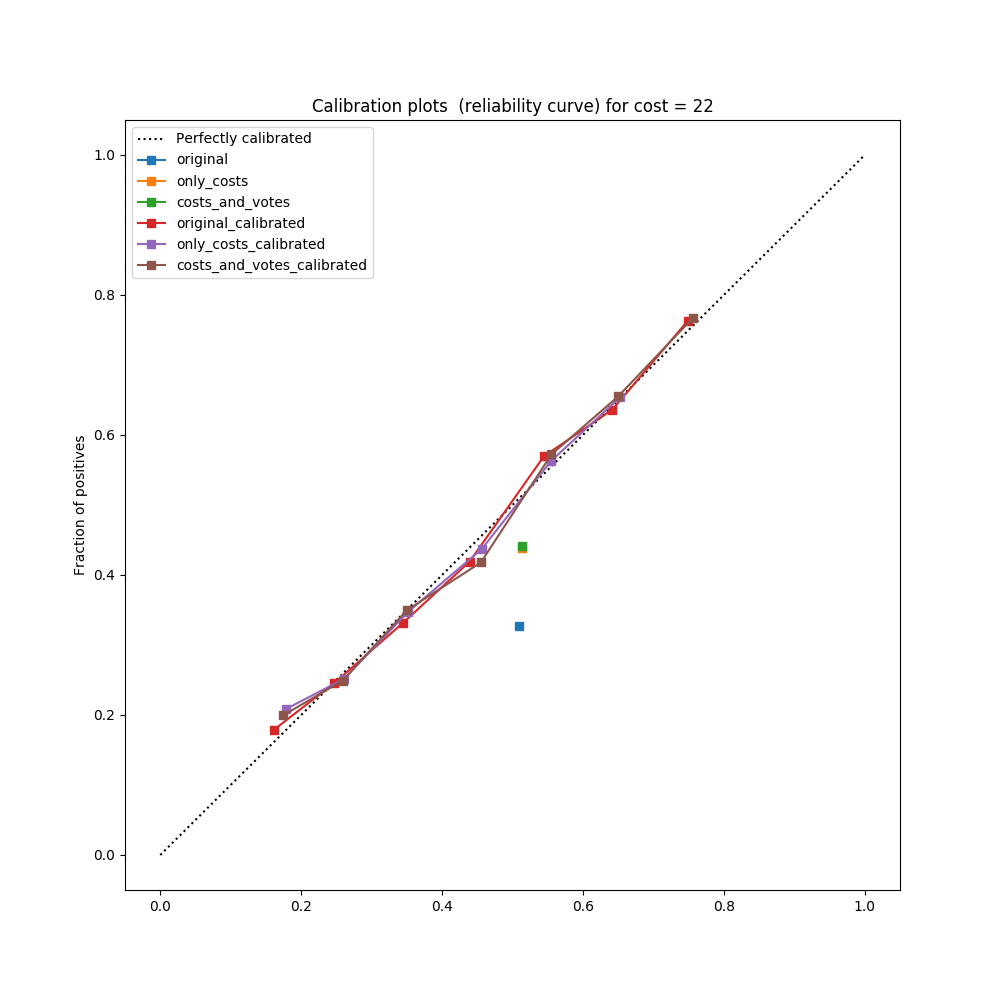 Calibration plots  (reliability curve) for cost = 22
Perfectly calibrated
original
only_costs
costs_and_votes
original_calibrated
only_costs_calibrated
costs_and_votes_calibrated
Fraction of positives
1.0
0.8
0.6
0.4
0.2
0.0
0.0 0.2 0.4 0.6 0.8 1.0